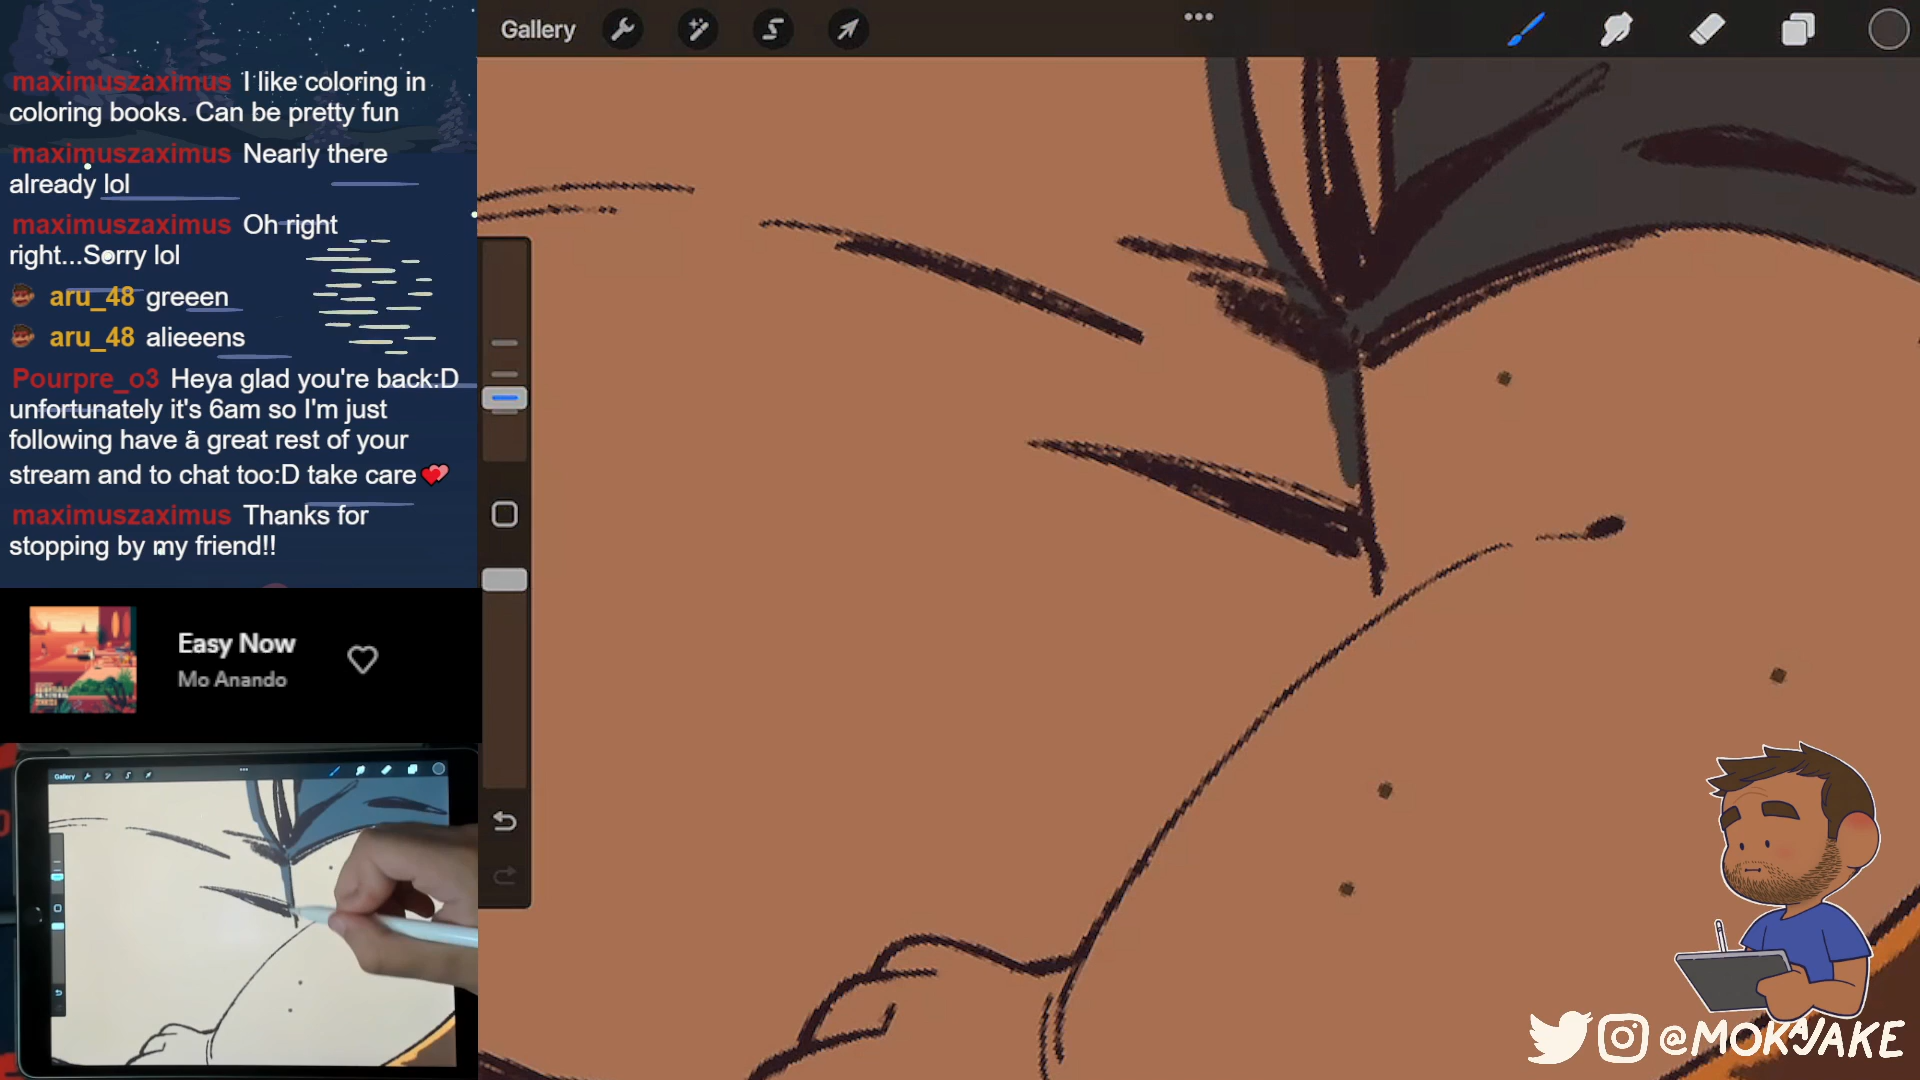 maximuszaximus I like coloring in
coloring books. Can be pretty fun
maximuszaximus Nearly there
already lol
maximuszaximus Oh right
right...Sorry lol
aru_48 greeen
aru_48 alieeens
Pourpre_o3 Heya glad you're back:D
unfortunately it's 6am so I'm just
following have a great rest of your
stream and to chat too:D take care
maximuszaximus Thanks for
stopping by my friend!!
Easy Now
Mo Anando
Gallery
Gallery
@MOKAJAKE